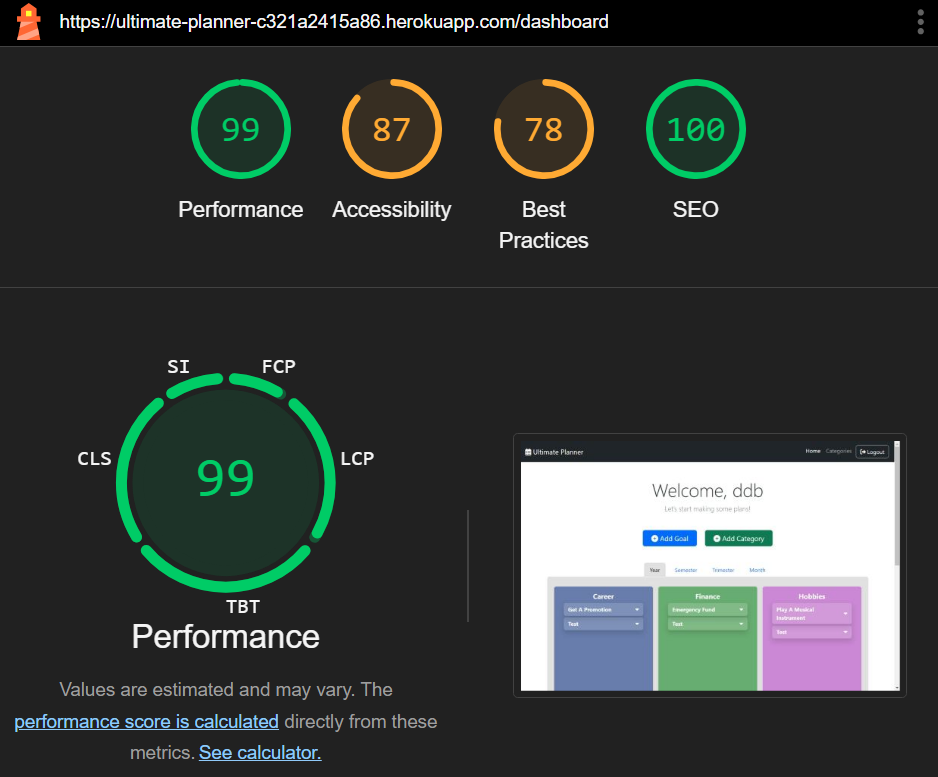 https://ultimate-planner-c321a2415a86.herokuapp.com/dashboard
99
87
78
100
Performance
Accessibility
Best
Practices
SEO
SI
FCP
CLS
99
LCP
TBT
Performance
Values are estimated and may vary. The
performance score is calculated directly from these
metrics. See calculator.
Ultimate Planner
Home Categories Logout
Welcome, ddb
Let's start making some plans!
Add Goal Add Category
Year Semester Trimester Month
Career Finance Hobbies
Get A Promotion
Emergency Fund
Play A Musical
Instrument
Test
Test
Test